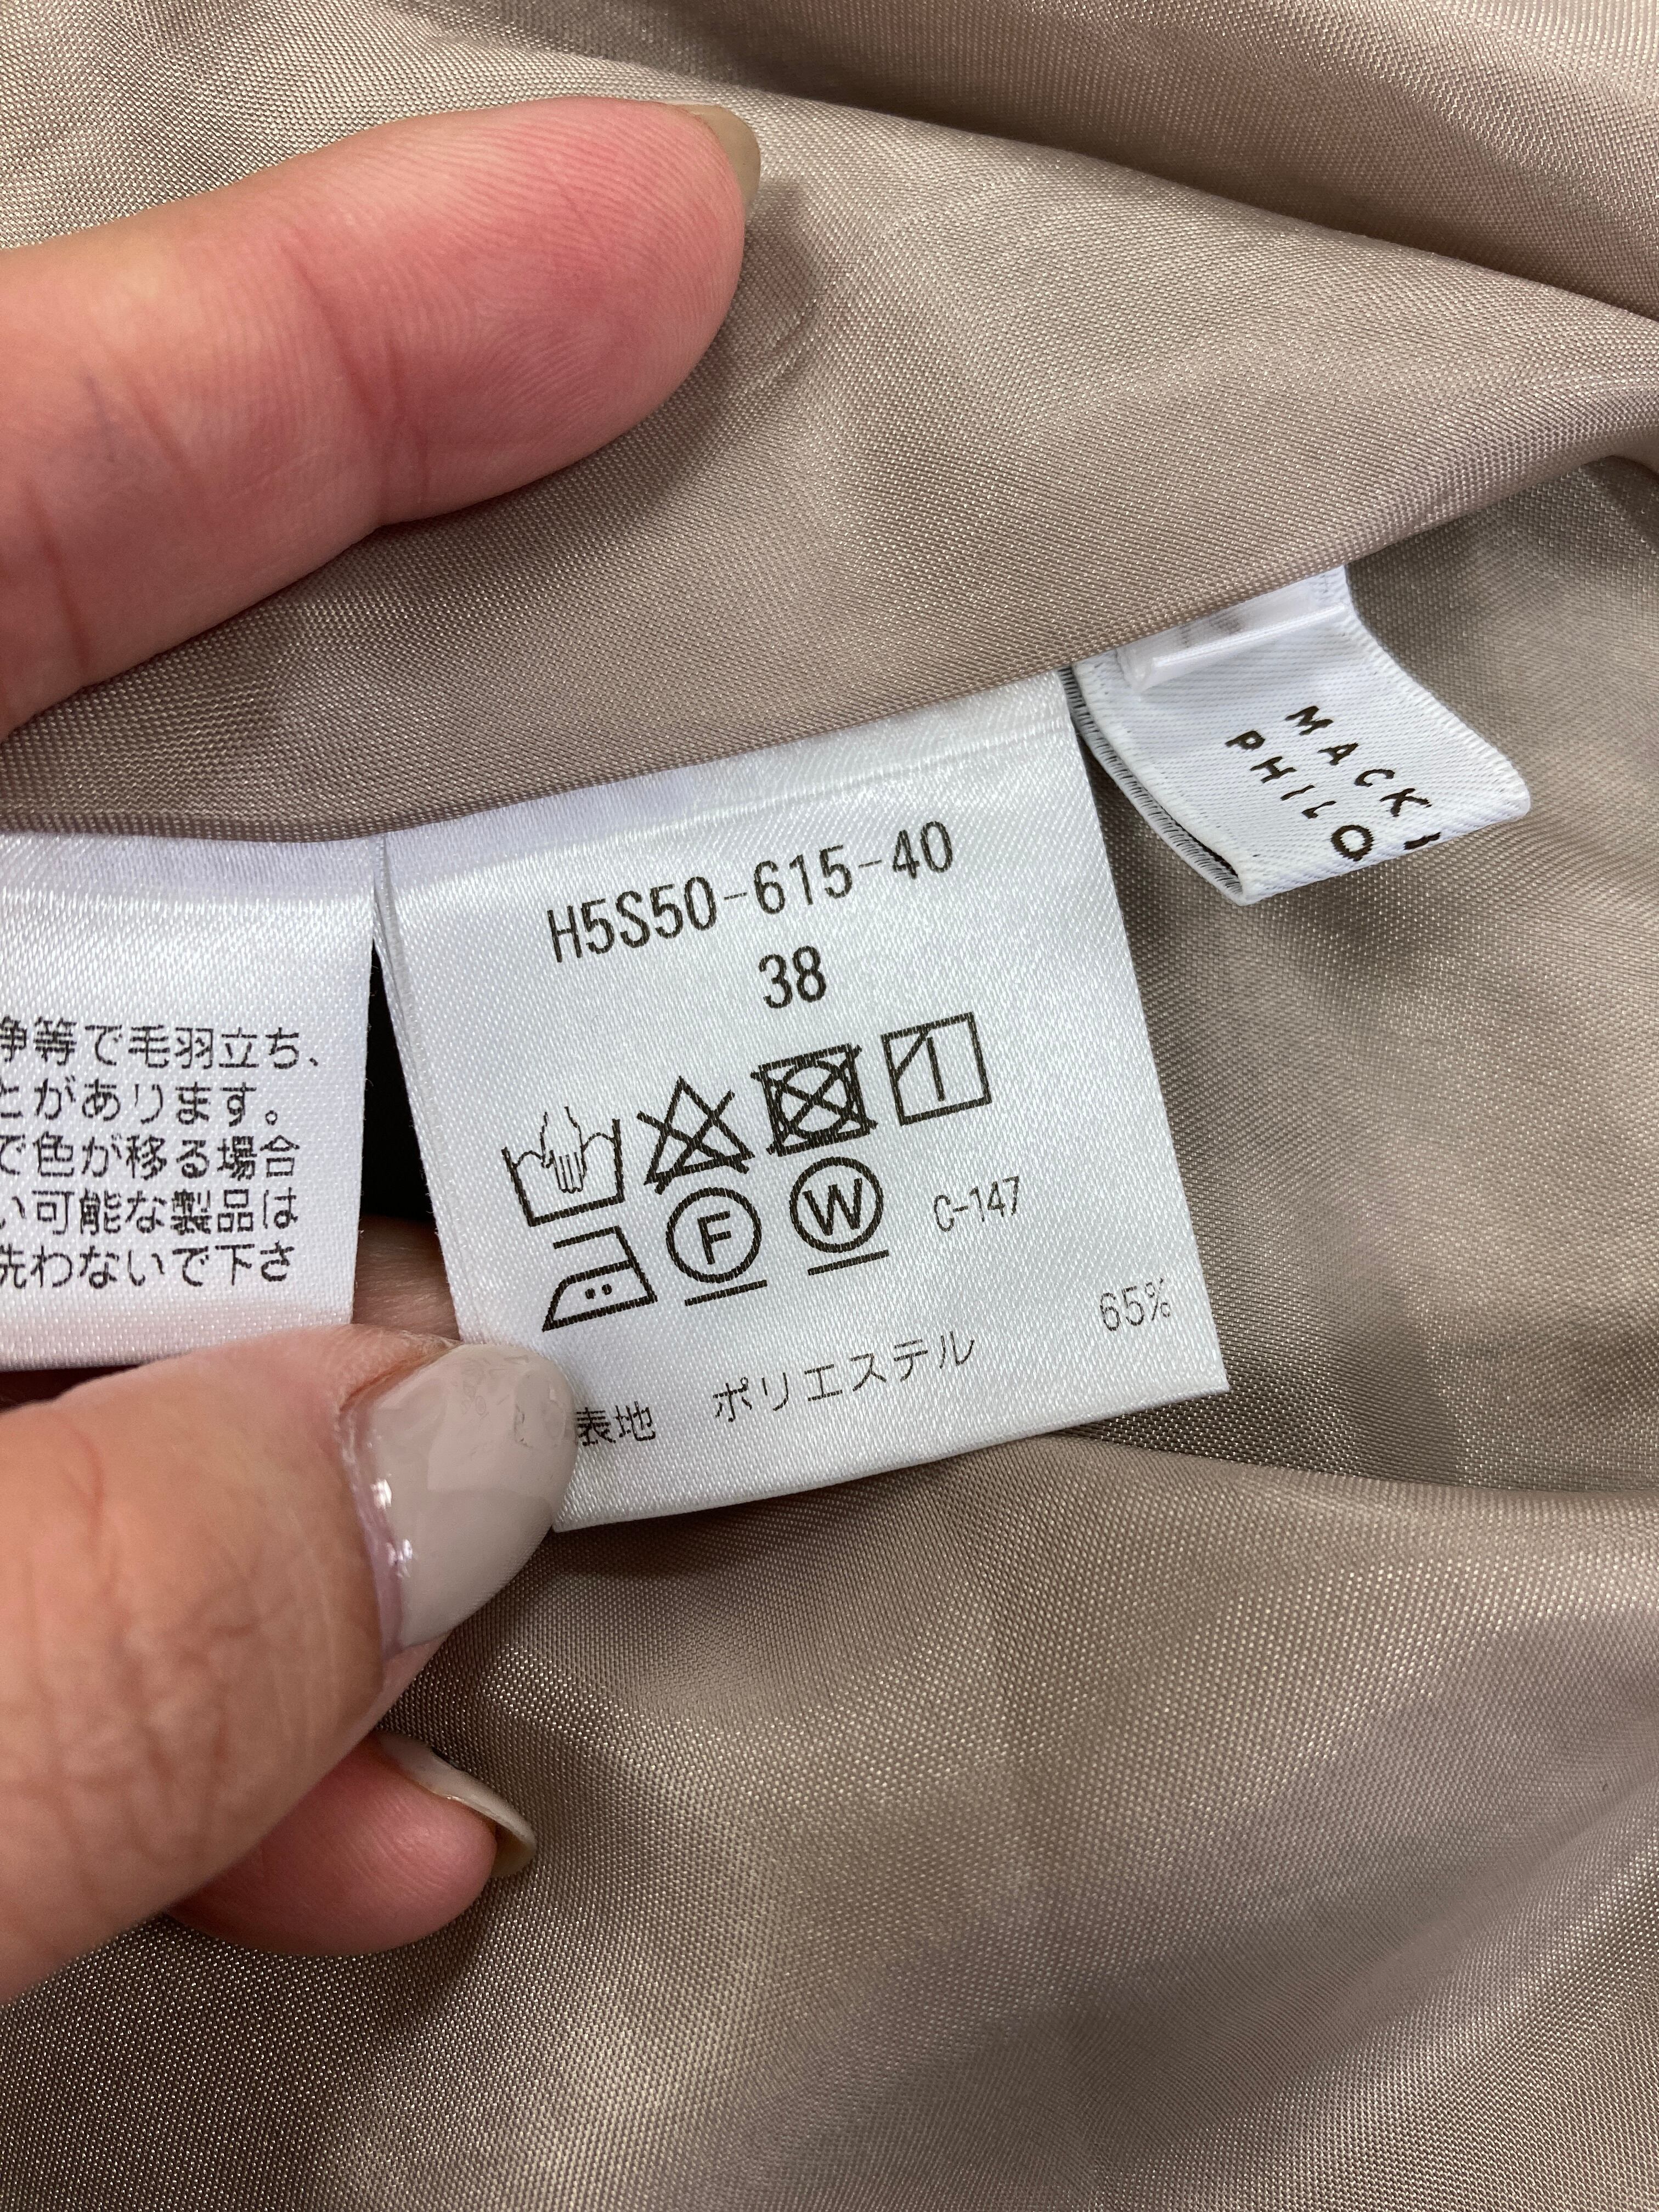 浄等で毛羽立ち、
とがあります。
で色が移る場合
い可能な製品は
洗わないで下さ
H5S50-615-40
38
F W C-147
表地 ポリエステル 65%
MACK
PHILO